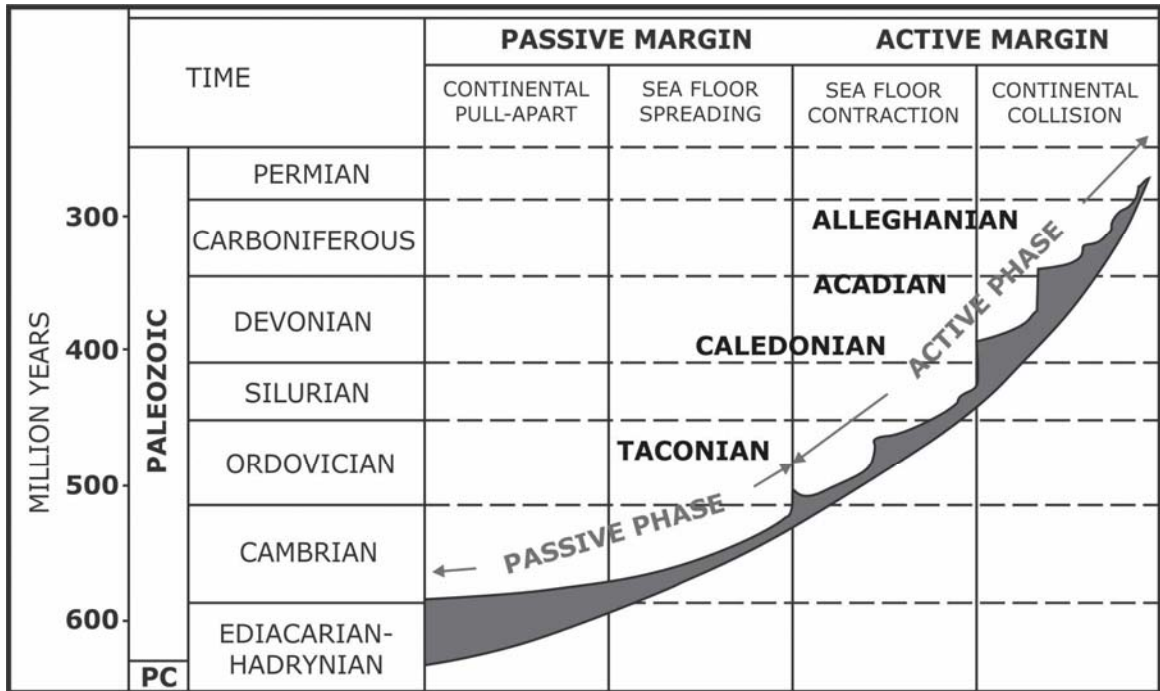 PASSIVE MARGIN
ACTIVE MARGIN
TIME
CONTINENTAL
PULL-APART
SEA FLOOR
SPREADING
SEA FLOOR
CONTRACTION
CONTINENTAL
COLLISION
MILLION YEARS
300
400
500
600
PALEOZOIC
PC
PERMIAN
CARBONIFEROUS
DEVONIAN
SILURIAN
ORDOVICIAN
CAMBRIAN
EDIACARIAN-
HADRYNIAN
ALLEGHANIAN
ACADIAN
CALEDONIAN
TACONIAN
ACTIVE PHASE
PASSIVE PHASE